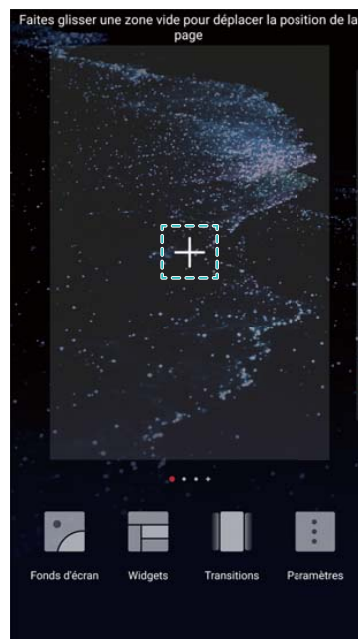 Faites glisser une zone vide pour déplacer la position de la
page
Fonds d'écran
Widgets
Transitions
Paramètres